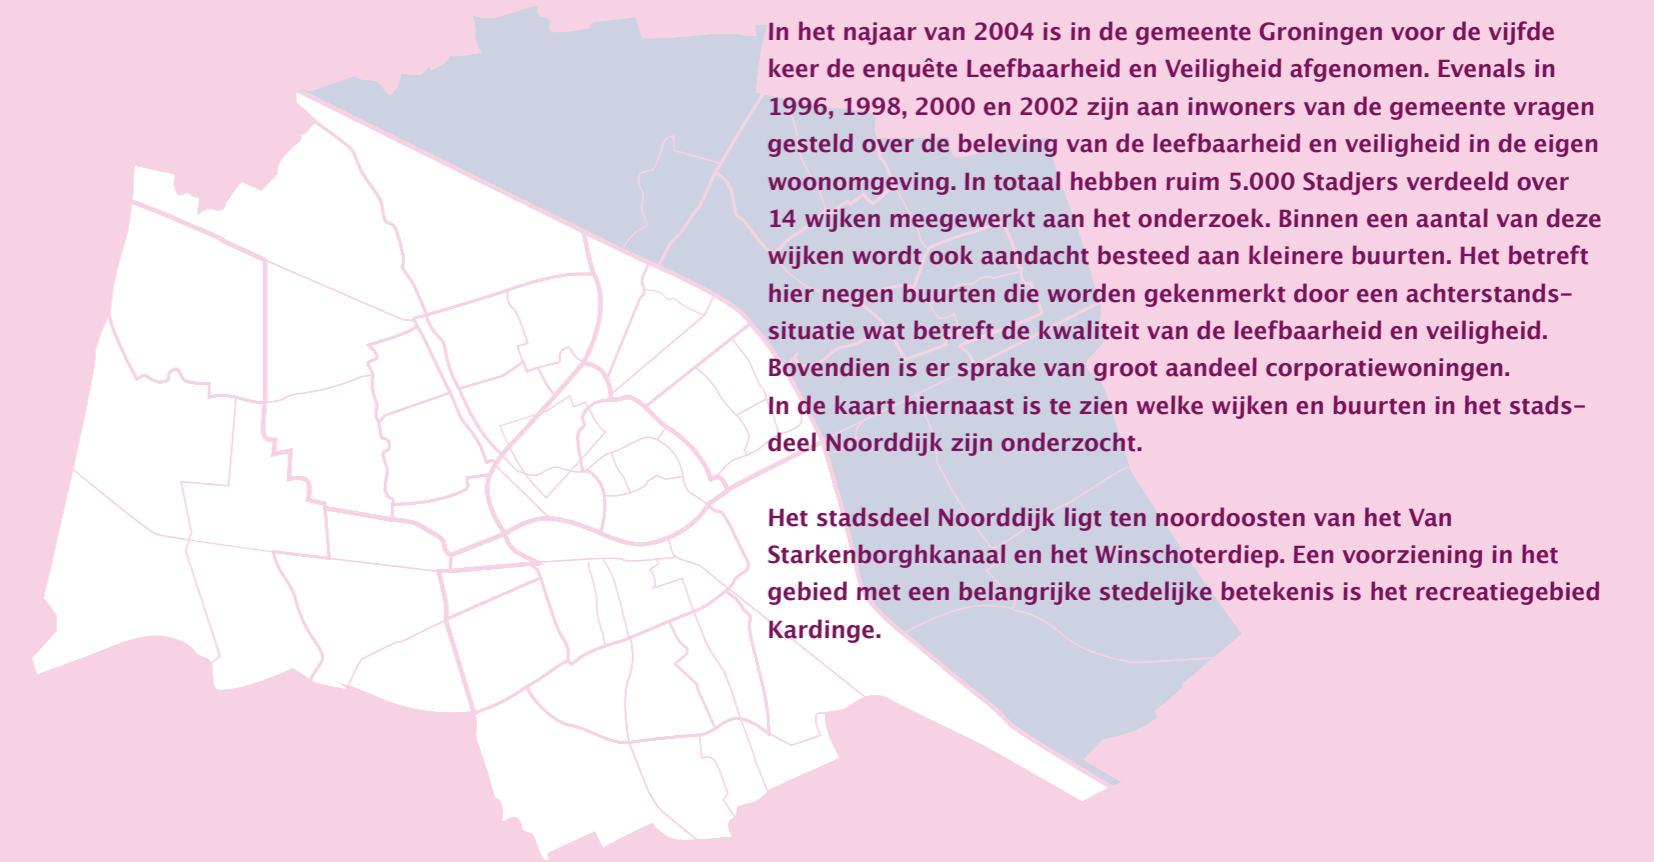 In het najaar van 2004 is in de gemeente Groningen voor de vijfde
keer de enquête Leefbaarheid en Veiligheid afgenomen. Evenals in
1996, 1998, 2000 en 2002 zijn aan inwoners van de gemeente vragen
gesteld over de beleving van de leefbaarheid en veiligheid in de eigen
woonomgeving. In totaal hebben ruim 5.000 Stadjers verdeeld over
14 wijken meegewerkt aan het onderzoek. Binnen een aantal van deze
wijken wordt ook aandacht besteed aan kleinere buurten. Het betreft
hier negen buurten die worden gekenmerkt door een achterstands-
situatie wat betreft de kwaliteit van de leefbaarheid en veiligheid.
Bovendien is er sprake van groot aandeel corporatiewoningen.
In de kaart hiernaast is te zien welke wijken en buurten in het stads-
deel Noorddijk zijn onderzocht.

Het stadsdeel Noorddijk ligt ten noordoosten van het Van
Starkenborghkanaal en het Winschoterdiep. Een voorziening in het
gebied met een belangrijke stedelijke betekenis is het recreatiegebied
Kardinge.